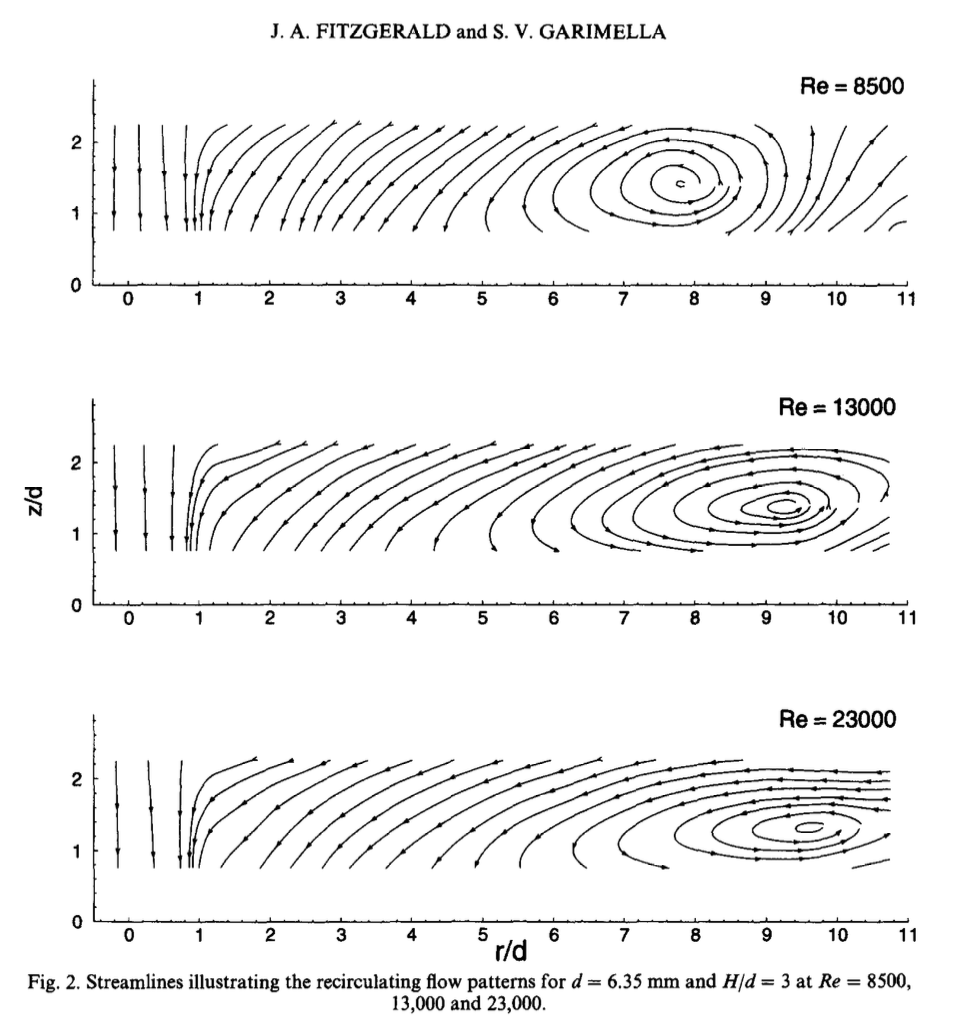 J. A. FITZGERALD and S. V. GARIMELLA
Re = 8500
2
1
0
0 1 2 3 4 5 6 7 8 9 10 11
Re = 13000
2
1
0
0 1 2 3 4 5 6 7 8 9 10 11
z/d
Re = 23000
2
1
0
0 1 2 3 4 5 6 7 8 9 10 11
r/d
Fig. 2. Streamlines illustrating the recirculating flow patterns for d = 6.35 mm and H/d = 3 at Re = 8500,
13,000 and 23,000.